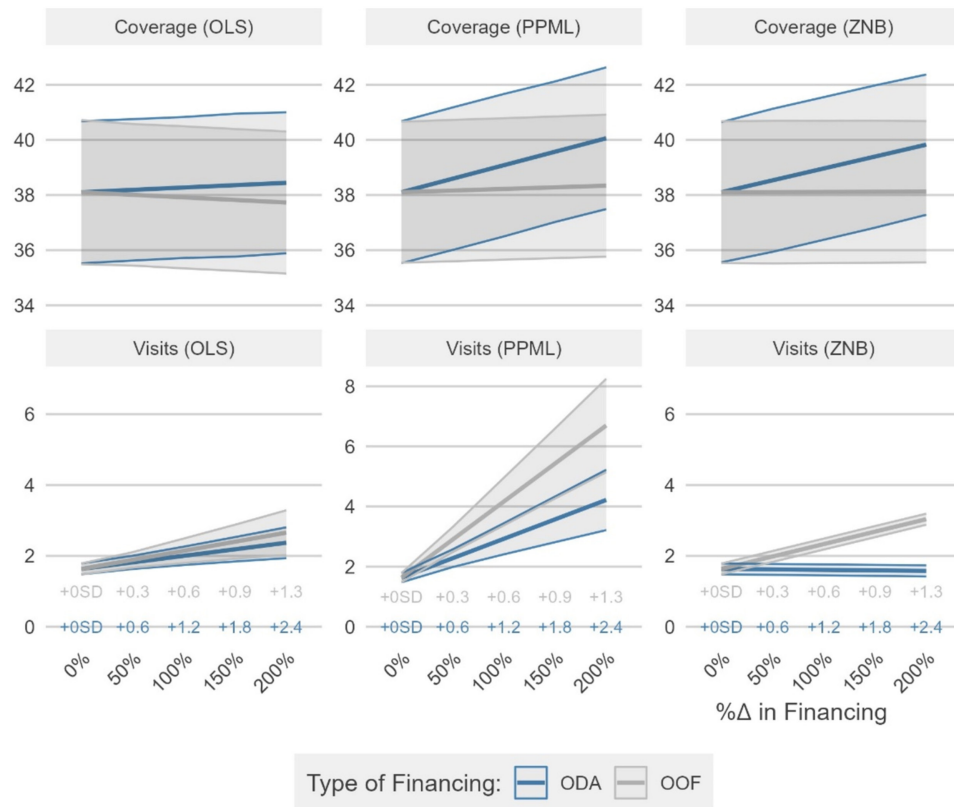 Coverage (OLS) Coverage (PPML) Coverage (ZNB)
42 42 42
40 40 40
38 38 38
36 36 36
34 34 34
Visits (OLS) Visits (PPML) Visits (ZNB)
8
6 6 6
4 4 4
2 2 2
+0SD +0.3 +0.6 +0.9 +1.3 +0SD +0.3 +0.6 +0.9 +1.3 +0SD +0.3 +0.6 +0.9 +1.3
0 +0SD +0.6 +1.2 +1.8 +2.4 0 +0SD +0.6 +1.2 +1.8 +2.4 0 +0SD +0.6 +1.2 +1.8 +2.4
0% 50% 100% 150% 200% 0% 50% 100% 150% 200% 0% 50% 100% 150% 200%
%Δ in Financing
Type of Financing: ODA OOF